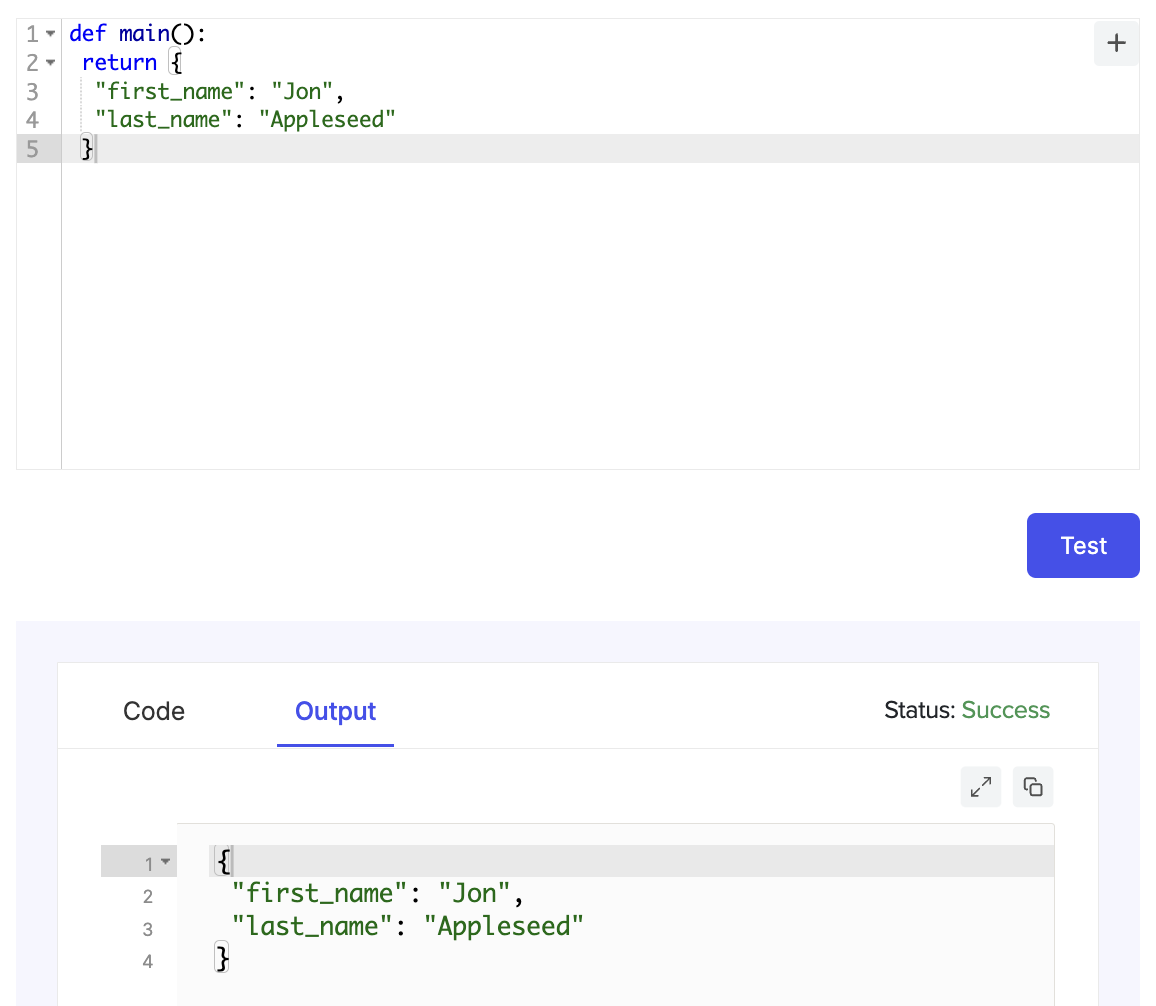 1 def main():
2 return {
3 "first_name": "Jon",
4 "last_name": "Appleseed"
5 }
+
Test
Code Output Status: Success
1 {
2 "first_name": "Jon",
3 "last_name": "Appleseed"
4 }